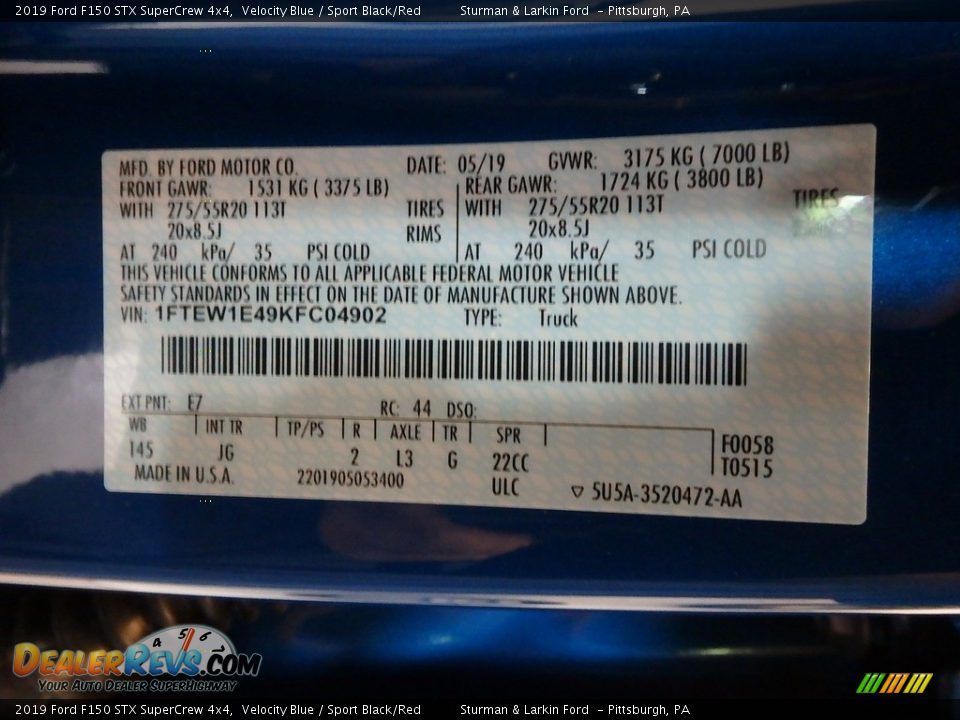 2019 Ford F150 STX SuperCrew 4x4, Velocity Blue / Sport Black/Red Sturman & Larkin Ford - Pittsburgh, PA
MFD. BY FORD MOTOR CO. DATE: 05/19 GVWR: 3175 KG ( 7000 LB)
FRONT GAWR: 1531 KG ( 3375 LB) REAR GAWR: 1724 KG ( 3800 LB)
WITH 275/55R20 113T TIRES WITH 275/55R20 113T TIRES
20x8.5J RIMS 20x8.5J
AT 240 kPa/ 35 PSI COLD AT 240 kPa/ 35 PSI COLD
THIS VEHICLE CONFORMS TO ALL APPLICABLE FEDERAL MOTOR VEHICLE
SAFETY STANDARDS IN EFFECT ON THE DATE OF MANUFACTURE SHOWN ABOVE.
VIN: 1FTEW1E49KFC04902 TYPE: Truck
EXT PNT: E7 RC: 44 DSO:
WB INT TR TP/PS R AXLE TR SPR F0058
145 JG 2 L3 G 22CC T0515
MADE IN U.S.A. 2201905053400 ULC ▽ 5U5A-3520472-AA
4 5 6
DEALERREVS.COM
YOUR AUTO DEALER SUPERHIGHWAY
2019 Ford F150 STX SuperCrew 4x4, Velocity Blue / Sport Black/Red Sturman & Larkin Ford - Pittsburgh, PA